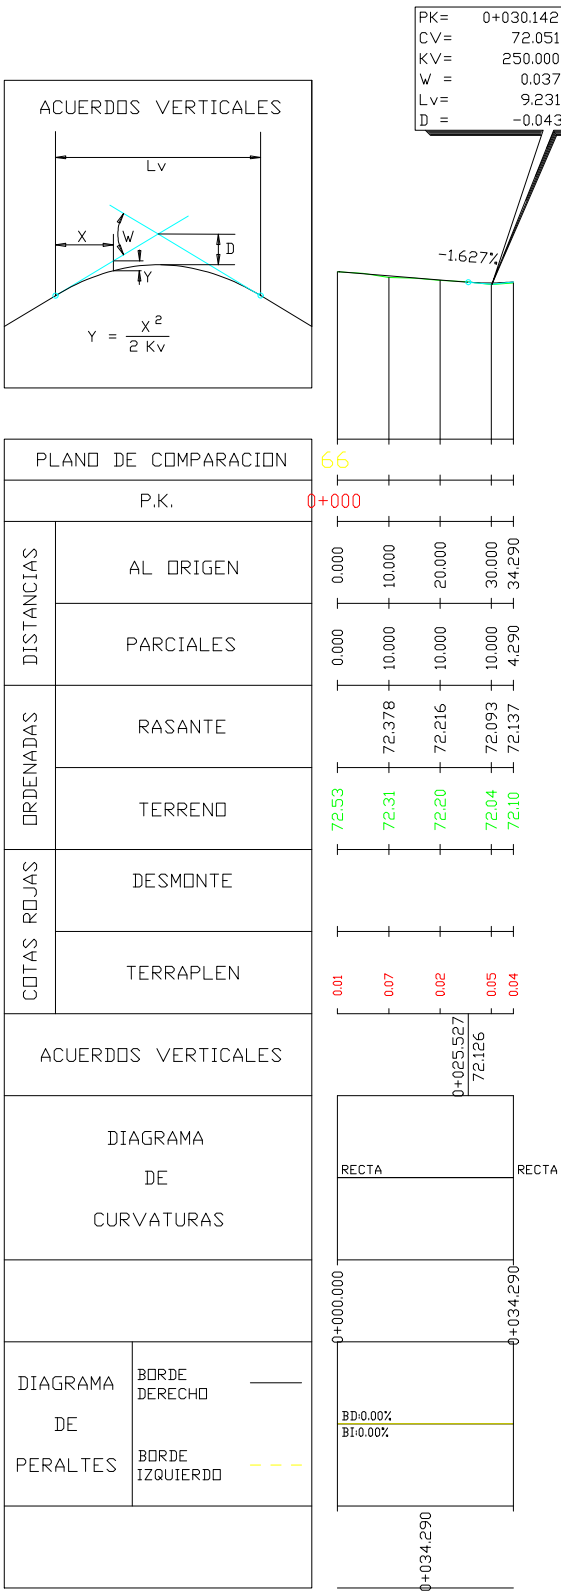 PK= 0+030.142
CV= 72.051
KV= 250.000
W = 0.037
Lv= 9.231
D = -0.043
ACUERDOS VERTICALES
Lv
X
W
D
Y
Y = X² / 2 Kv
-1.627%
PLANO DE COMPARACION 66
P.K. 0+000
DISTANCIAS
AL ORIGEN 0.000 10.000 20.000 30.000 34.290
PARCIALES 0.000 10.000 10.000 10.000 4.290
ORDENADAS
RASANTE 72.378 72.216 72.093 72.137
TERRENO 72.53 72.31 72.20 72.04 72.10
COTAS ROJAS
DESMONTE
TERRAPLEN 0.01 0.07 0.02 0.05 0.04
ACUERDOS VERTICALES 0+025.527
72.126
DIAGRAMA
DE
CURVATURAS
RECTA RECTA
0+000.000 0+034.290
DIAGRAMA
DE
PERALTES
BORDE
DERECHO
BORDE
IZQUIERDO
BD:0.00%
BI:0.00%
0+034.290